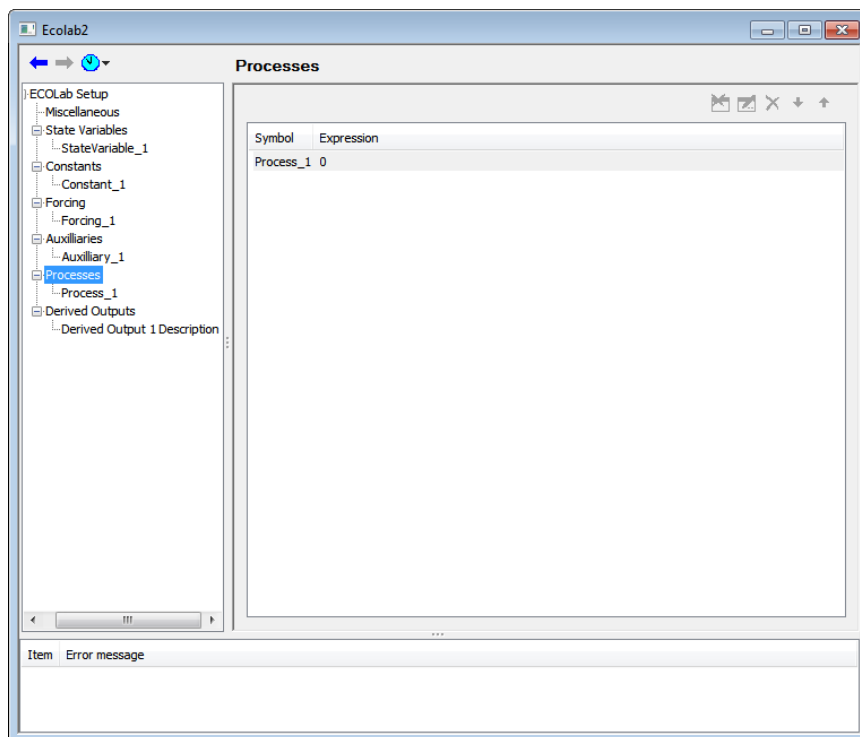 Ecolab2
Processes
ECOLab Setup
Miscellaneous
State Variables
StateVariable_1
Constants
Constant_1
Forcing
Forcing_1
Auxilliaries
Auxilliary_1
Processes
Process_1
Derived Outputs
Derived Output 1 Description
Symbol Expression
Process_1 0
Item Error message